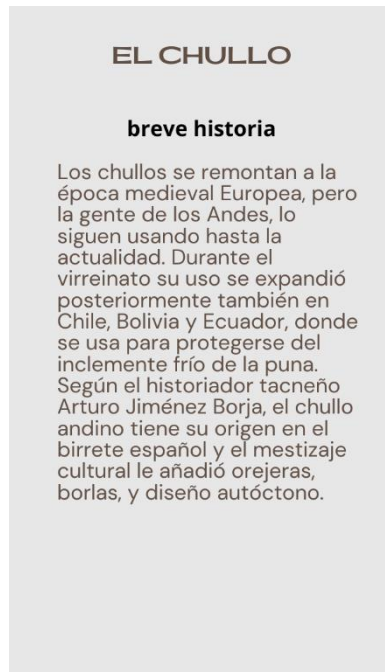 EL CHULLO
breve historia
Los chullos se remontan a la
época medieval Europea, pero
la gente de los Andes, lo
siguen usando hasta la
actualidad. Durante el
virreinato su uso se expandió
posteriormente también en
Chile, Bolivia y Ecuador, donde
se usa para protegerse del
inclemente frío de la puna.
Según el historiador tacneño
Arturo Jiménez Borja, el chullo
andino tiene su origen en el
birrete español y el mestizaje
cultural le añadió orejeras,
borlas, y diseño autóctono.